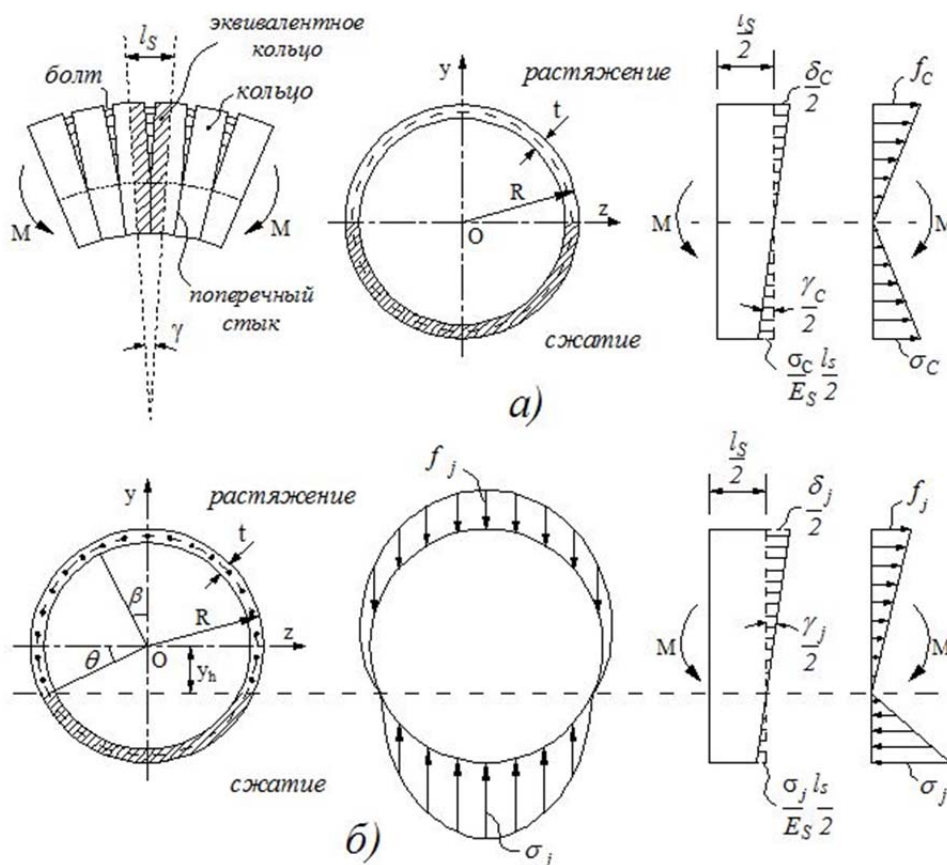 l_S
эквивалентное
кольцо
болт
кольцо
M
M
поперечный
стык
γ
y
растяжение
t
R
z
O
сжатие
l_S/2
δ_C/2
f_C
M
γ_C/2
M
σ_C/E_S l_s/2
σ_C
а)
y
растяжение
t
β
R
z
θ
O
y_h
сжатие
f_j
σ_j
l_S/2
δ_j/2
f_j
M
γ_j/2
M
σ_j/E_S l_s/2
σ_j
б)